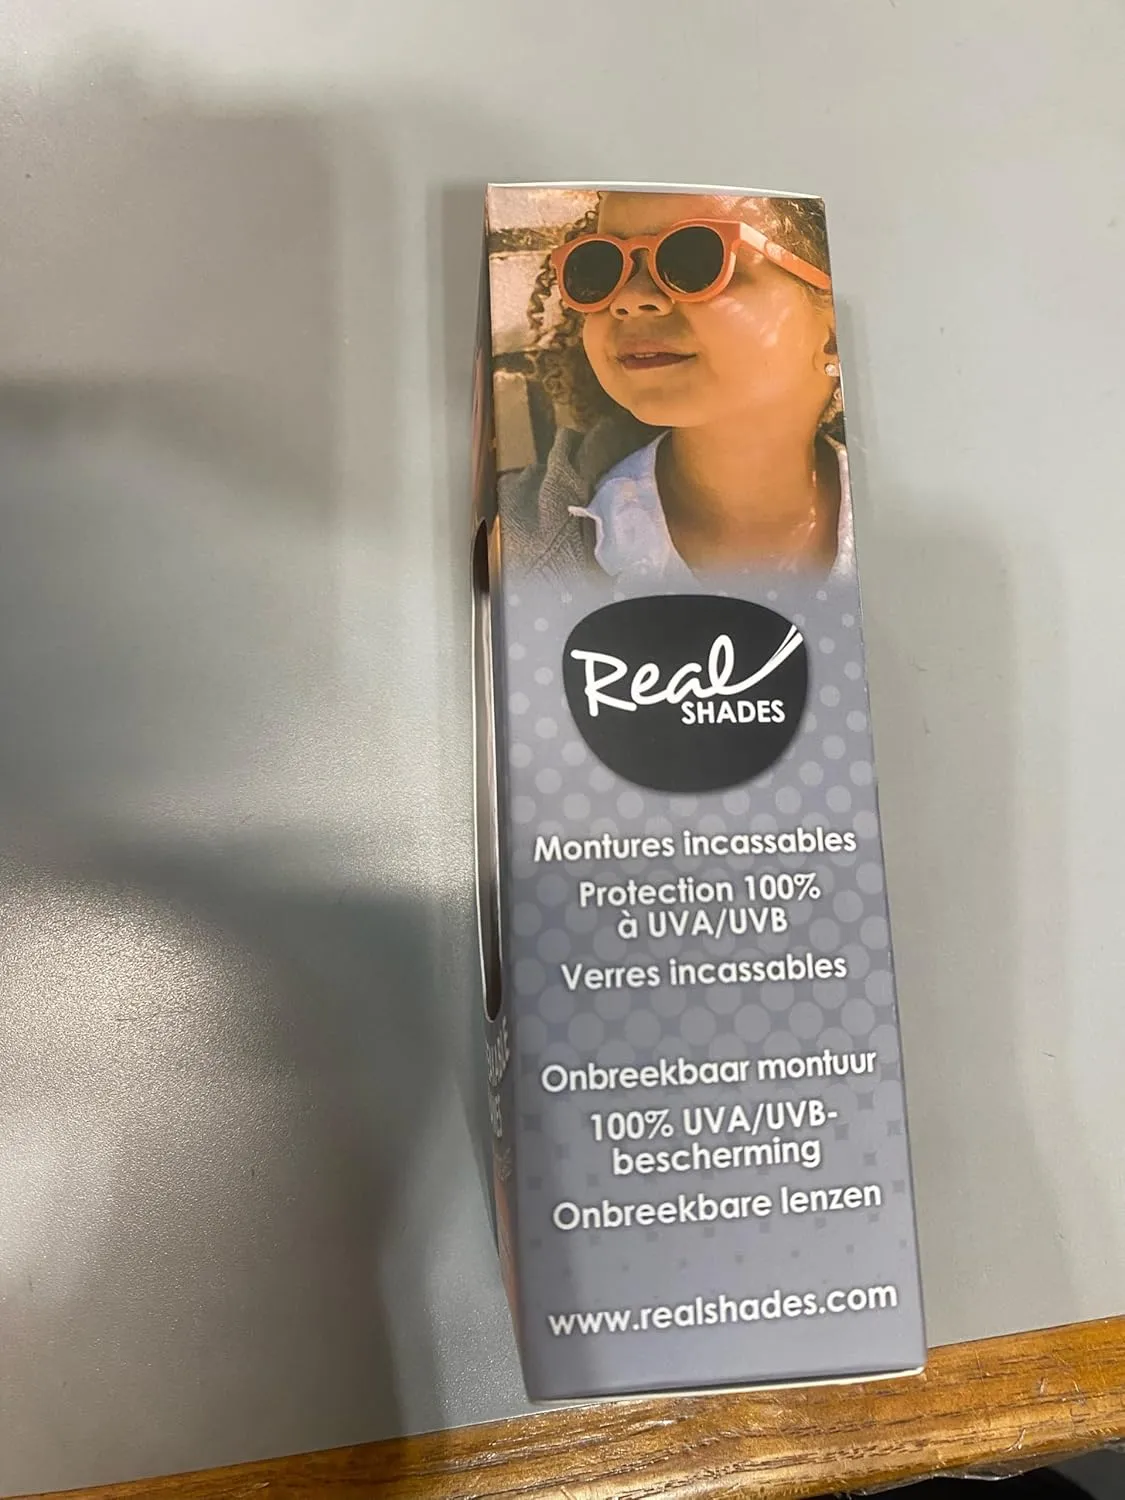 Real
SHADES
Montures incassables
Protection 100%
à UVA/UVB
Verres incassables
Onbreekbaar montuur
100% UVA/UVB-
bescherming
Onbreekbare lenzen
www.realshades.com